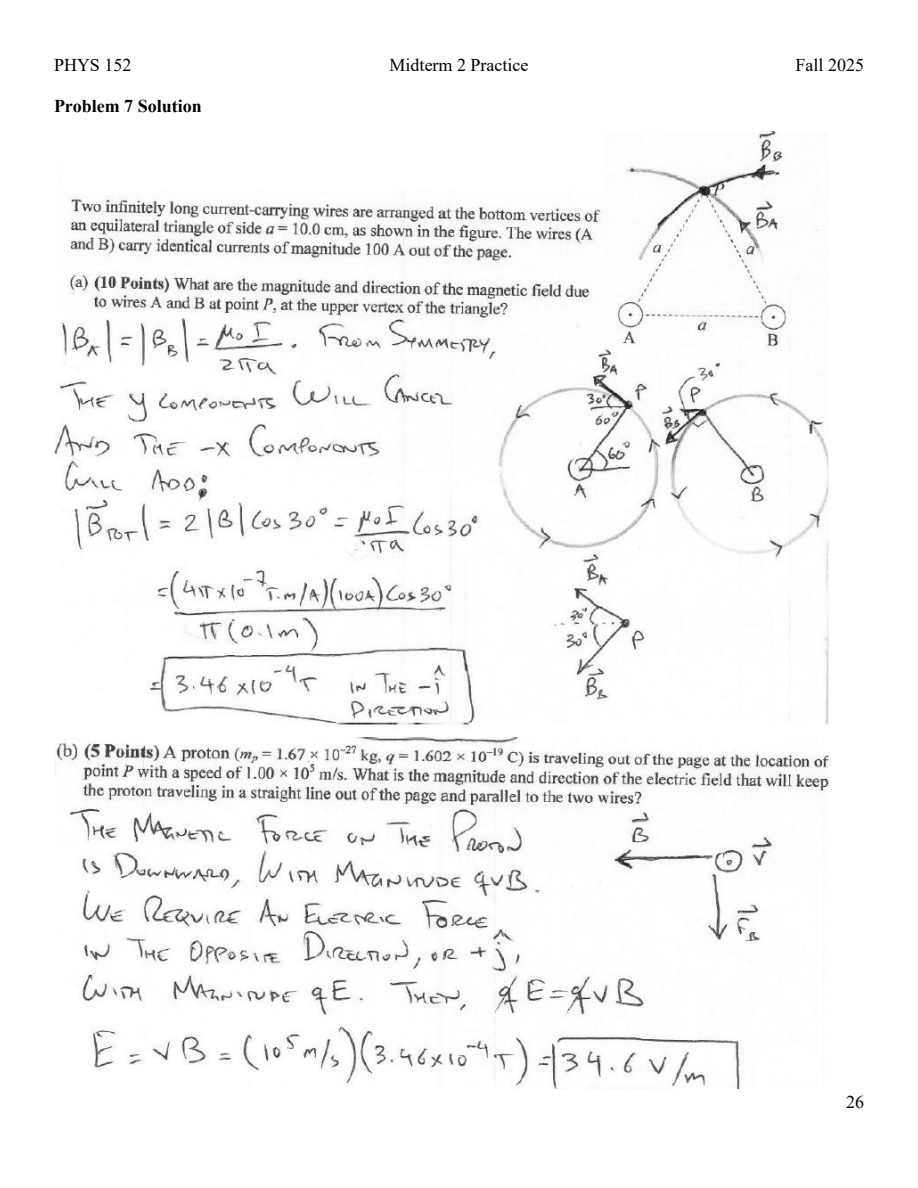 PHYS 152 Midterm 2 Practice Fall 2025
Problem 7 Solution
Two infinitely long current-carrying wires are arranged at the bottom vertices of
an equilateral triangle of side a = 10.0 cm, as shown in the figure. The wires (A
and B) carry identical currents of magnitude 100 A out of the page.
(a) (10 Points) What are the magnitude and direction of the magnetic field due
to wires A and B at point P, at the upper vertex of the triangle?
B⃗_B
P
B⃗_A
a
a
a
A
B
|B_A| = |B_B| = μ₀I / 2πa . FROM SYMMETRY,
THE y COMPONENTS WILL CANCEL
AND THE -X COMPONENTS
WILL ADD:
|B⃗_TOT| = 2|B| COS 30° = μ₀I / πa COS 30°
= (4π×10⁻⁷ T·m/A)(100A) COS 30° / π(0.1m)
= 3.46 ×10⁻⁴ T IN THE -î
DIRECTION
B⃗_A
P
30°
60°
60°
A
30°
P
B⃗_B
B
B⃗_A
30°
30°
P
B⃗_B
(b) (5 Points) A proton (mₚ = 1.67 × 10⁻²⁷ kg, q = 1.602 × 10⁻¹⁹ C) is traveling out of the page at the location of
point P with a speed of 1.00 × 10⁵ m/s. What is the magnitude and direction of the electric field that will keep
the proton traveling in a straight line out of the page and parallel to the two wires?
THE MAGNETIC FORCE ON THE PROTON
IS DOWNWARD, WITH MAGNITUDE qvB.
WE REQUIRE AN ELECTRIC FORCE
IN THE OPPOSITE DIRECTION, OR +ĵ,
WITH MAGNITUDE qE. THEN, qE = qvB
E = vB = (10⁵ m/s)(3.46×10⁻⁴ T) = 34.6 V/m
B⃗
v⃗
F⃗_B
26